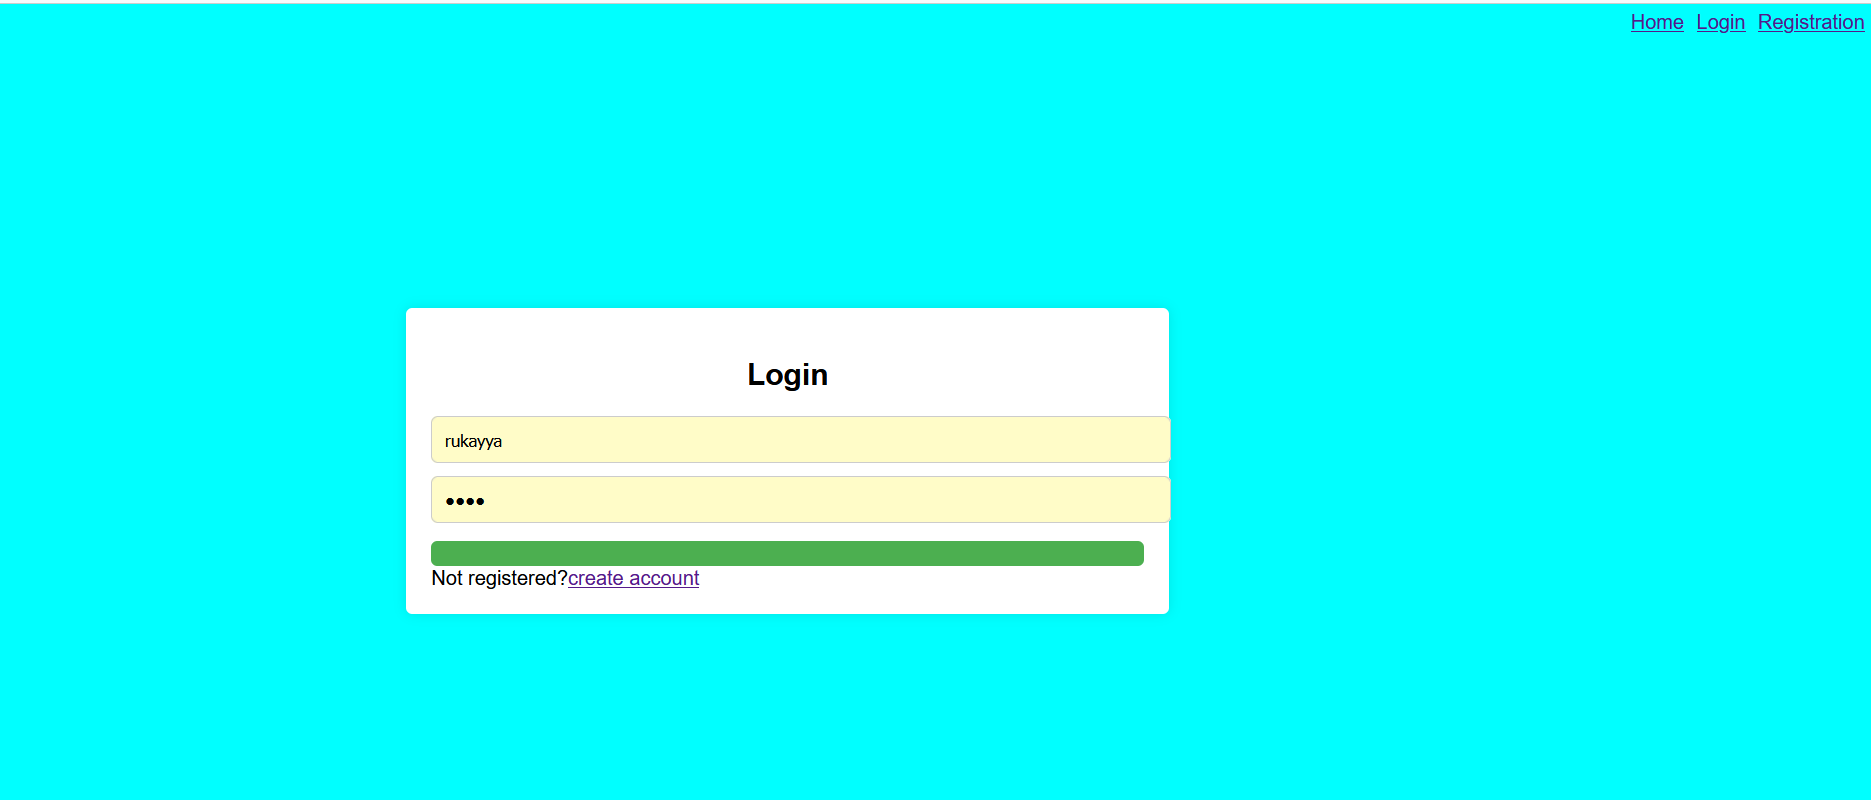 Home Login Registration
Login
rukayya
••••
Not registered?create account